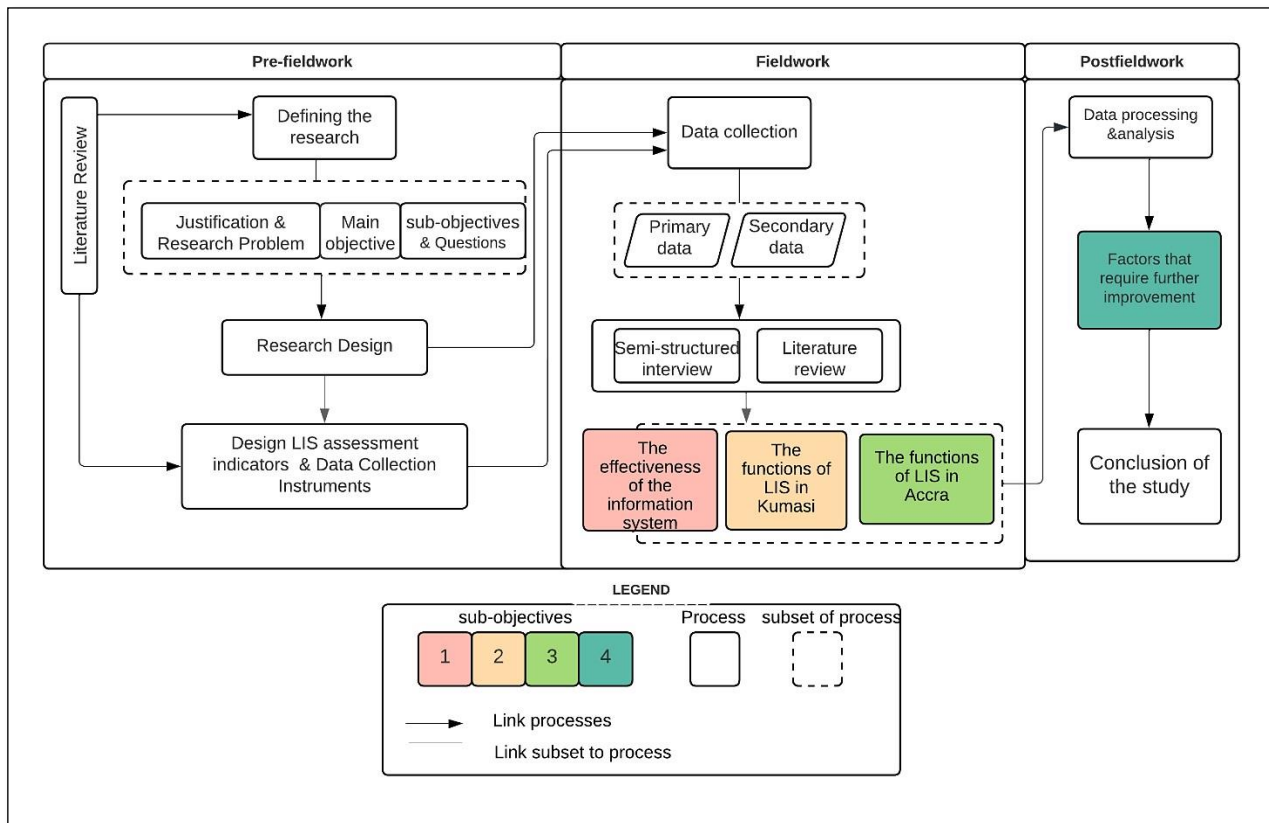 Pre-fieldwork
Fieldwork
Postfieldwork
Literature Review
Defining the
research
Justification &
Research Problem
Main
objective
sub-objectives
& Questions
Research Design
Design LIS assessment
indicators & Data Collection
Instruments
Data collection
Primary
data
Secondary
data
Semi-structured
interview
Literature
review
The
effectiveness
of the
information
system
The
functions of
LIS in
Kumasi
The functions
of LIS in
Accra
Data processing
&analysis
Factors that
require further
improvement
Conclusion of
the study
LEGEND
sub-objectives
Process
subset of process
1
2
3
4
Link processes
Link subset to process